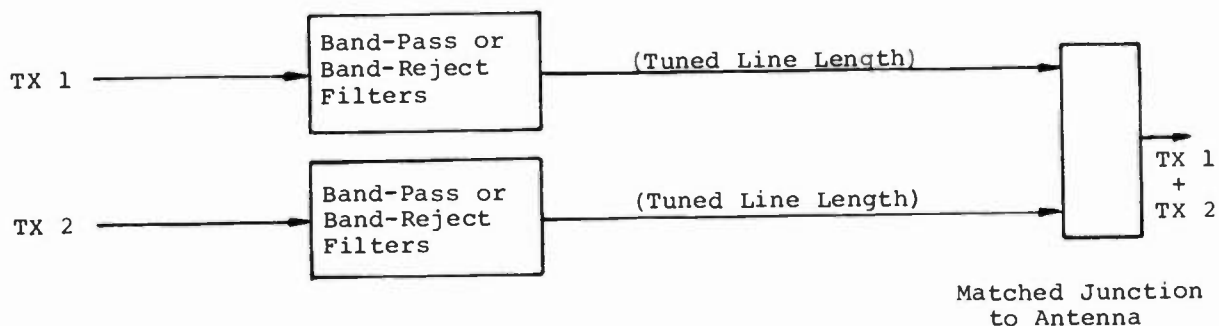 TX 1
Band-Pass or
Band-Reject
Filters
(Tuned Line Length)
TX 2
Band-Pass or
Band-Reject
Filters
(Tuned Line Length)
TX 1
+
TX 2
Matched Junction
to Antenna